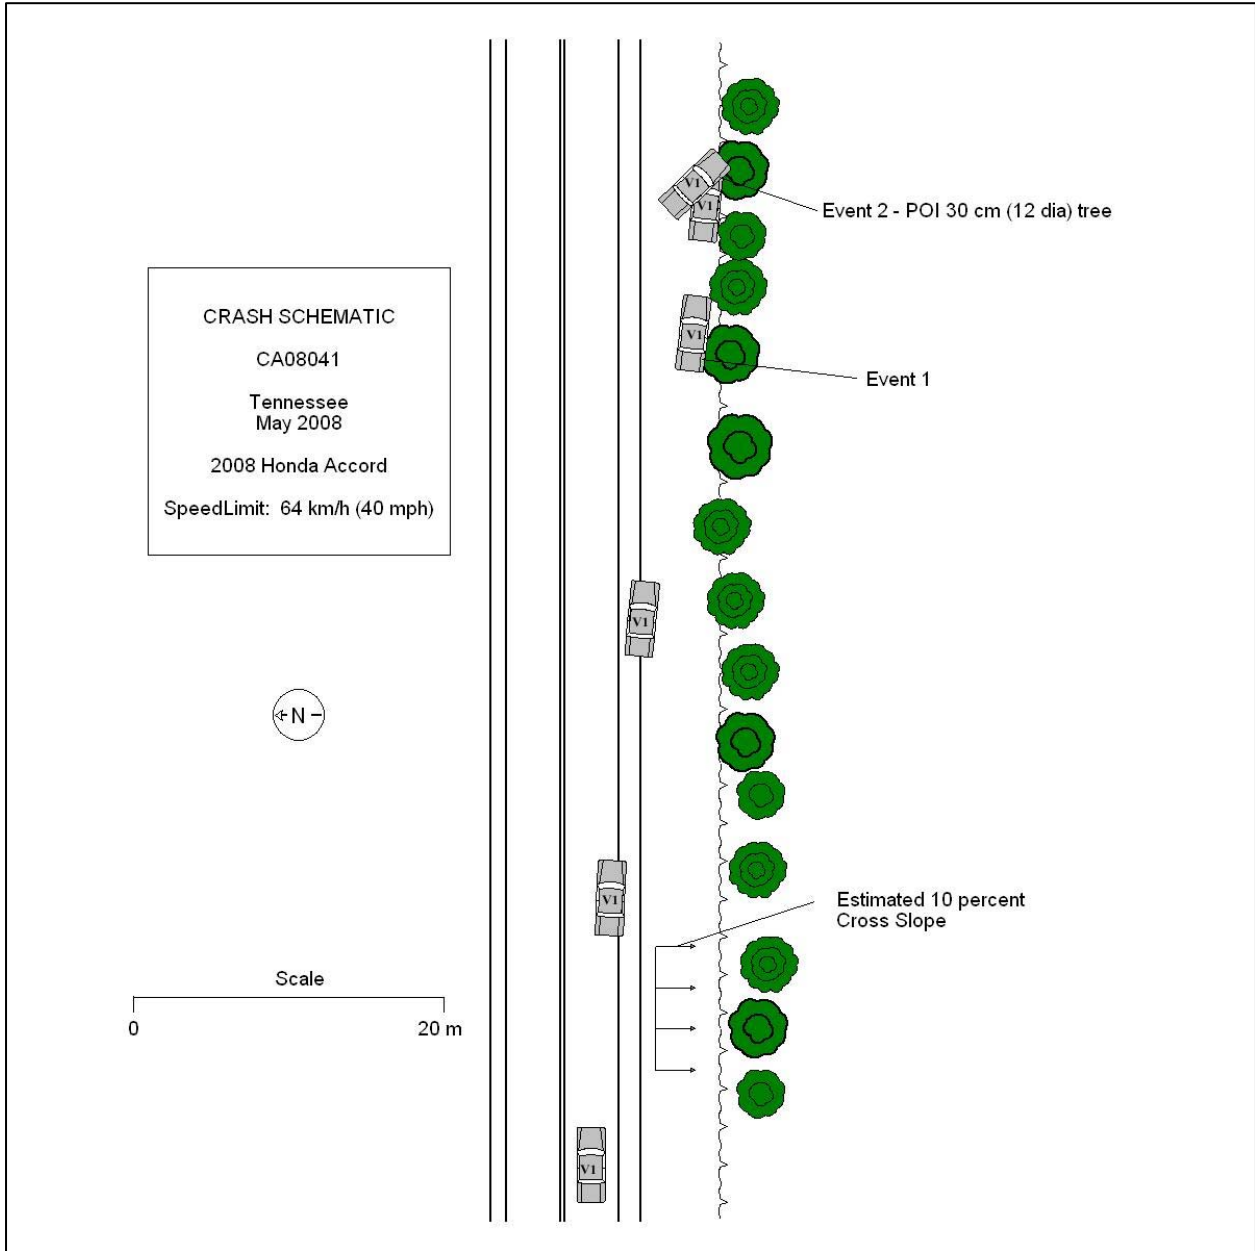 V1
V1
Event 2 - POI 30 cm (12 dia) tree
CRASH SCHEMATIC
CA08041
Tennessee
May 2008
2008 Honda Accord
SpeedLimit: 64 km/h (40 mph)
V1
Event 1
V1
N
V1
Estimated 10 percent
Cross Slope
Scale
0 20 m
V1